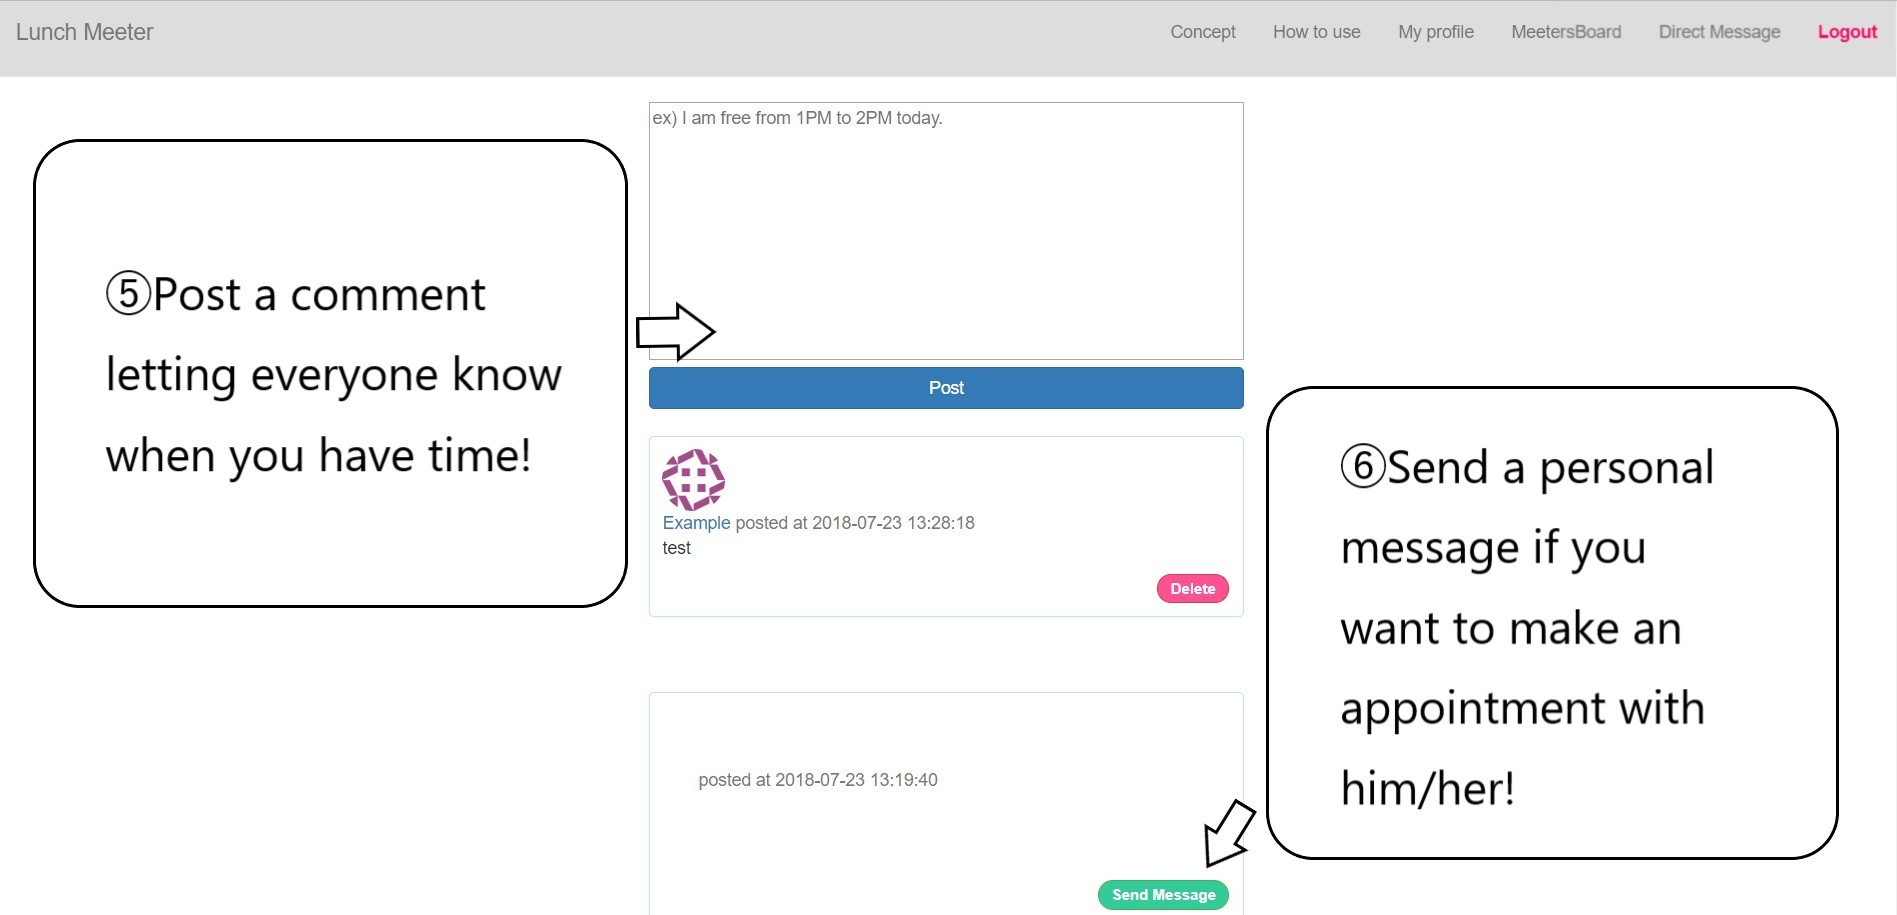 Lunch Meeter
Concept How to use My profile MeetersBoard Direct Message Logout
ex) I am free from 1PM to 2PM today.
⑤Post a comment
letting everyone know
when you have time!
Post
Example posted at 2018-07-23 13:28:18
test
Delete
⑥Send a personal
message if you
want to make an
appointment with
him/her!
posted at 2018-07-23 13:19:40
Send Message